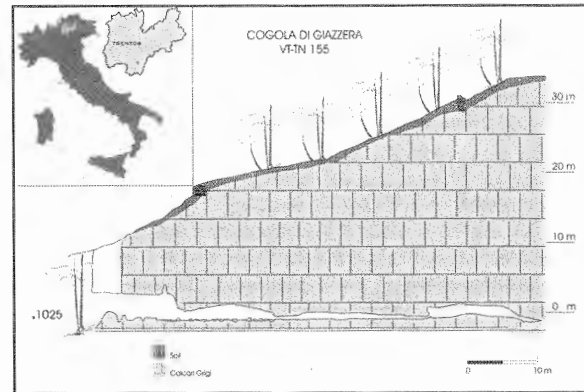 TRENTO
COGOLA DI GIAZZERA
VT-TN 155
30 m
20 m
10 m
0 m
.1025
Soil
Calcari Grigi
0 10 m